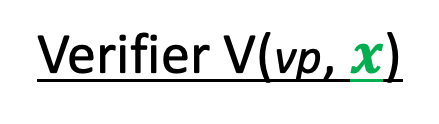 Verifier V(vp, x)